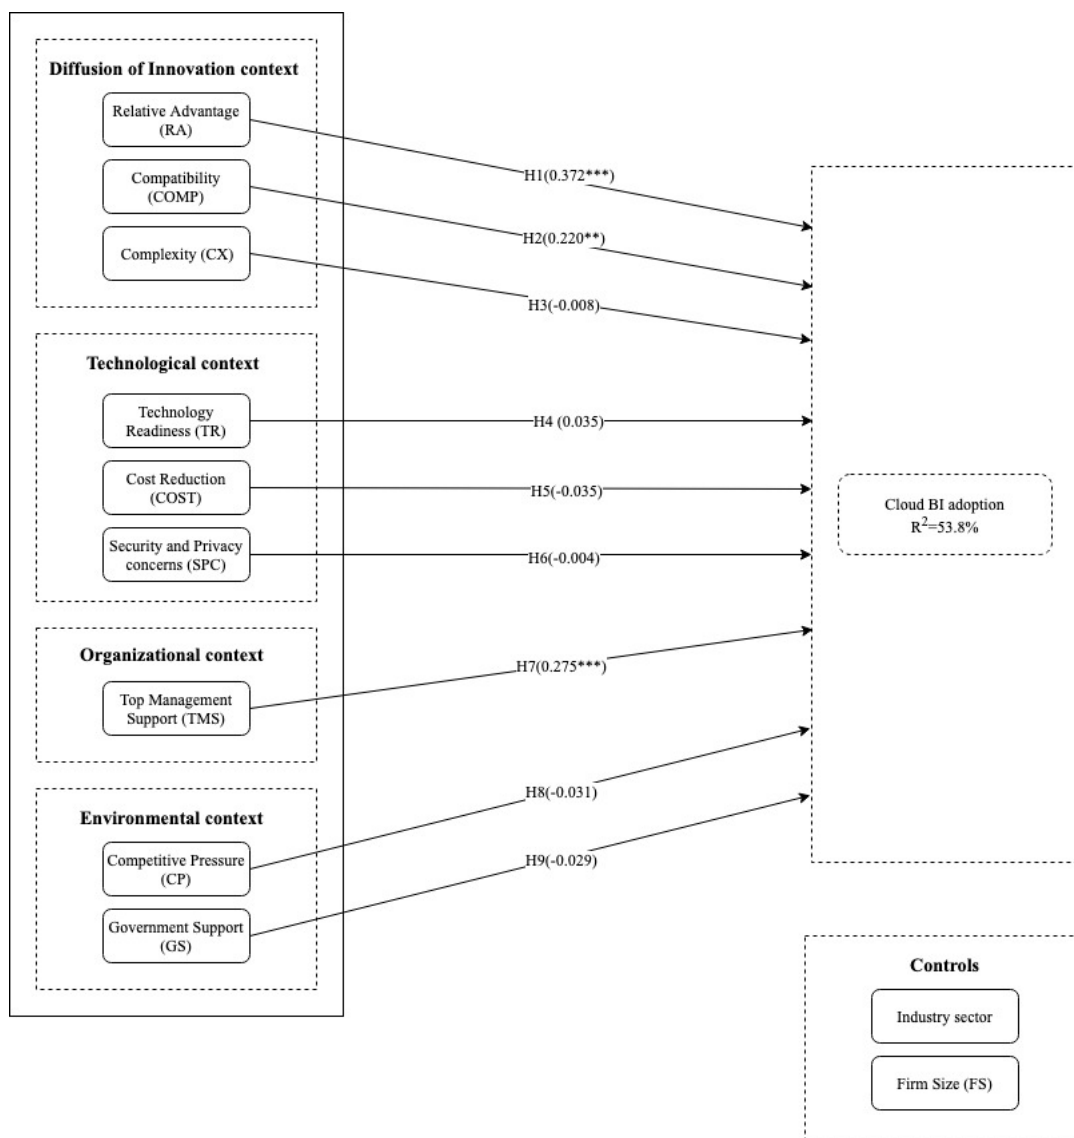 Diffusion of Innovation context
Relative Advantage
(RA)
Compatibility
(COMP)
Complexity (CX)
H1(0.372***)
H2(0.220**)
H3(-0.008)
Technological context
Technology
Readiness (TR)
Cost Reduction
(COST)
Security and Privacy
concerns (SPC)
H4 (0.035)
H5(-0.035)
H6(-0.004)
Organizational context
Top Management
Support (TMS)
H7(0.275***)
Environmental context
Competitive Pressure
(CP)
Government Support
(GS)
H8(-0.031)
H9(-0.029)
Cloud BI adoption
R²=53.8%
Controls
Industry sector
Firm Size (FS)